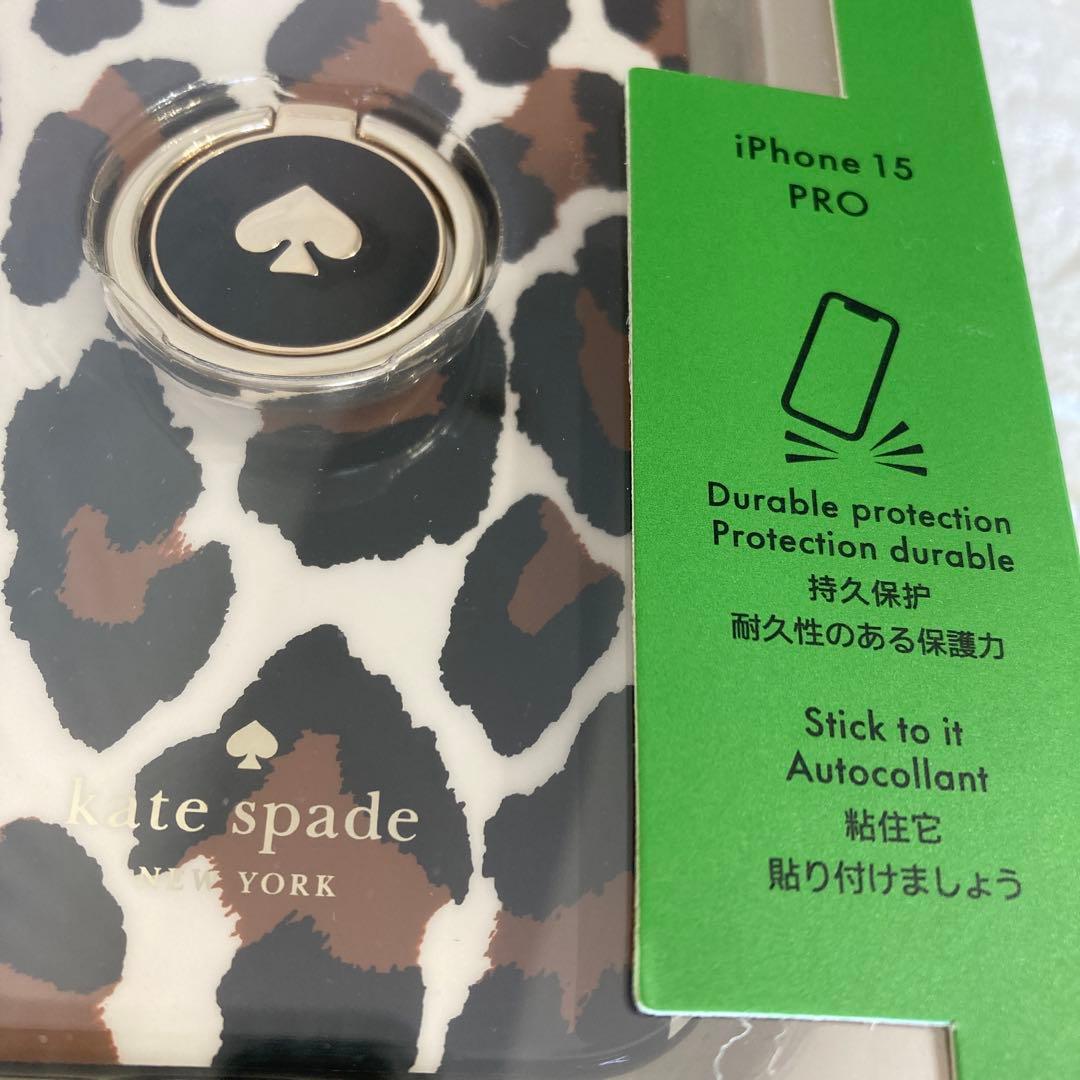 iPhone 15
PRO
Durable protection
Protection durable
持久保护
耐久性のある保護力
Stick to it
Autocollant
粘住它
貼り付けましょう
kate spade
NEW YORK